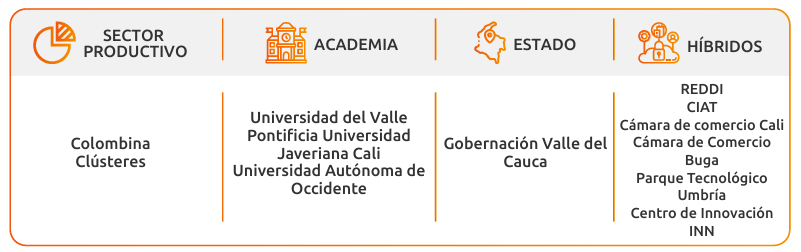 SECTOR
PRODUCTIVO
ACADEMIA
ESTADO
HÍBRIDOS
Colombina
Clústeres
Universidad del Valle
Pontificia Universidad
Javeriana Cali
Universidad Autónoma de
Occidente
Gobernación Valle del
Cauca
REDDI
CIAT
Cámara de comercio Cali
Cámara de Comercio
Buga
Parque Tecnológico
Umbría
Centro de Innovación
INN